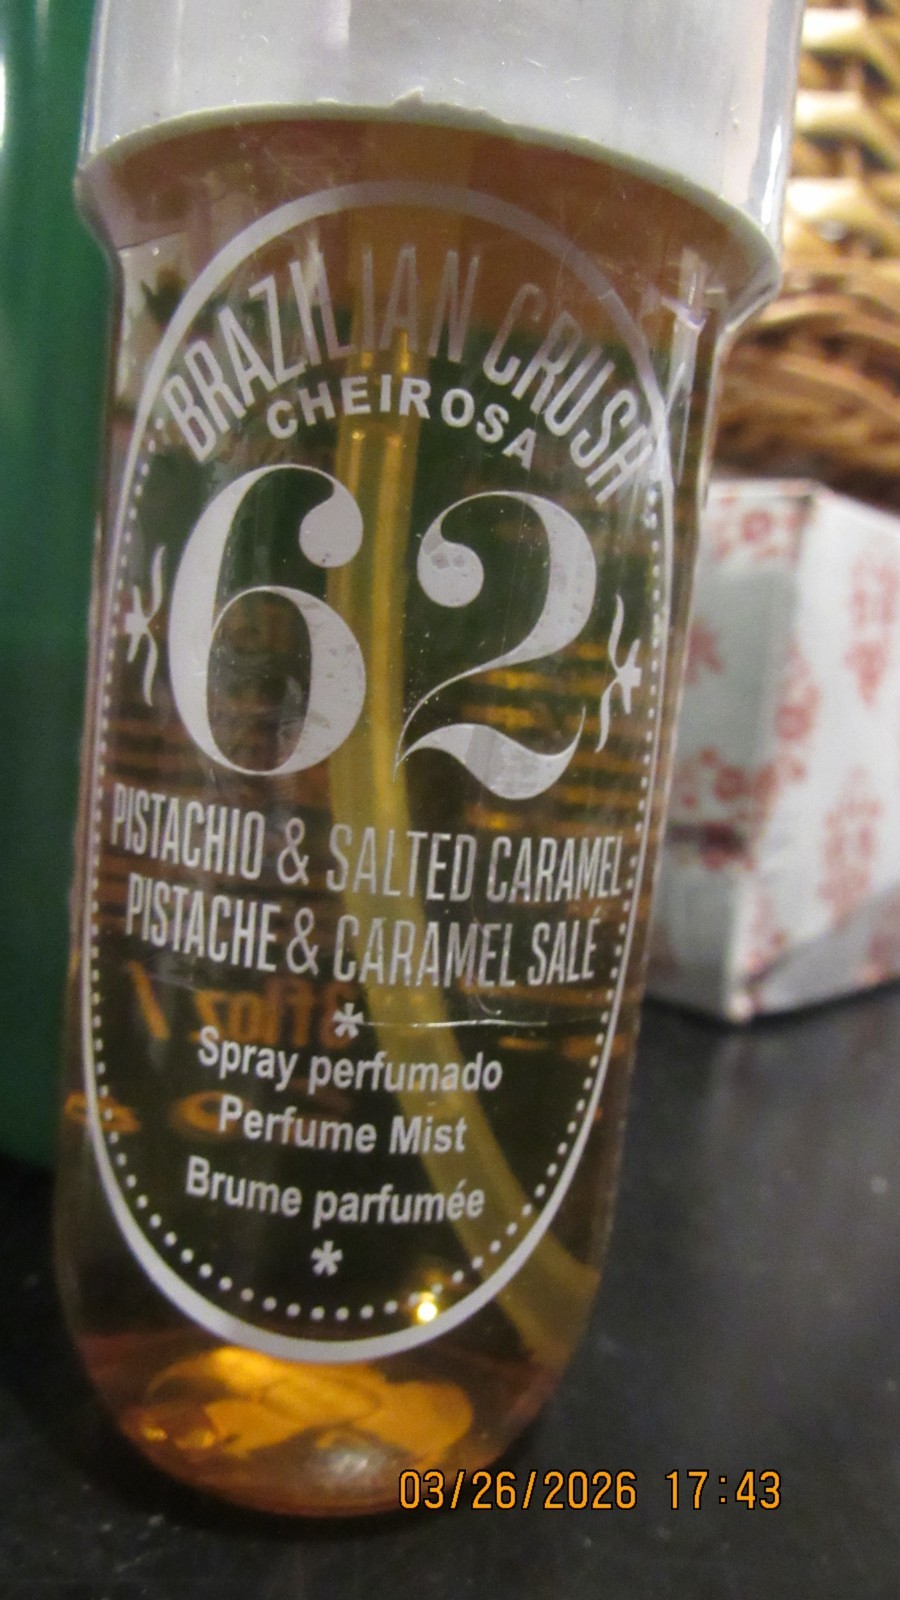 BRAZILIAN CRUSH
CHEIROSA
62
PISTACHIO & SALTED CARAMEL
PISTACHE & CARAMEL SALÉ
*
Spray perfumado
Perfume Mist
Brume parfumée
*
03/26/2026 17:43